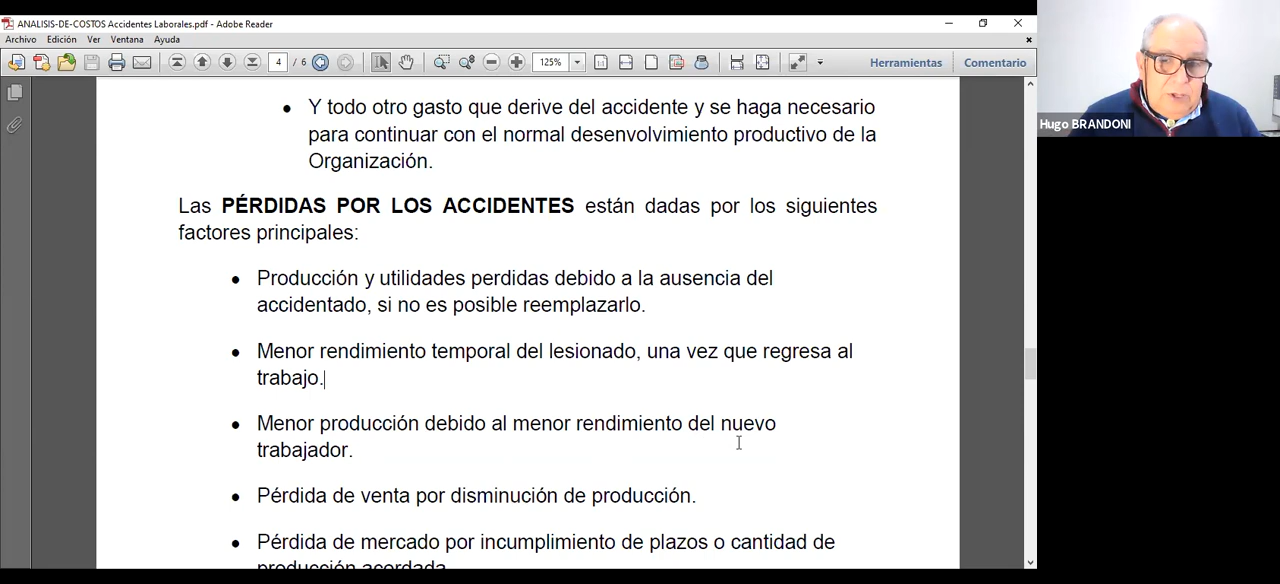 ANALISIS-DE-COSTOS Accidentes Laborales.pdf - Adobe Reader
Archivo Edición Ver Ventana Ayuda
4 / 6 125% Herramientas Comentario
• Y todo otro gasto que derive del accidente y se haga necesario
para continuar con el normal desenvolvimiento productivo de la
Organización.
Las PÉRDIDAS POR LOS ACCIDENTES están dadas por los siguientes
factores principales:
• Producción y utilidades perdidas debido a la ausencia del
accidentado, si no es posible reemplazarlo.
• Menor rendimiento temporal del lesionado, una vez que regresa al
trabajo.
• Menor producción debido al menor rendimiento del nuevo
trabajador.
• Pérdida de venta por disminución de producción.
• Pérdida de mercado por incumplimiento de plazos o cantidad de
producción acordada
Hugo BRANDONI